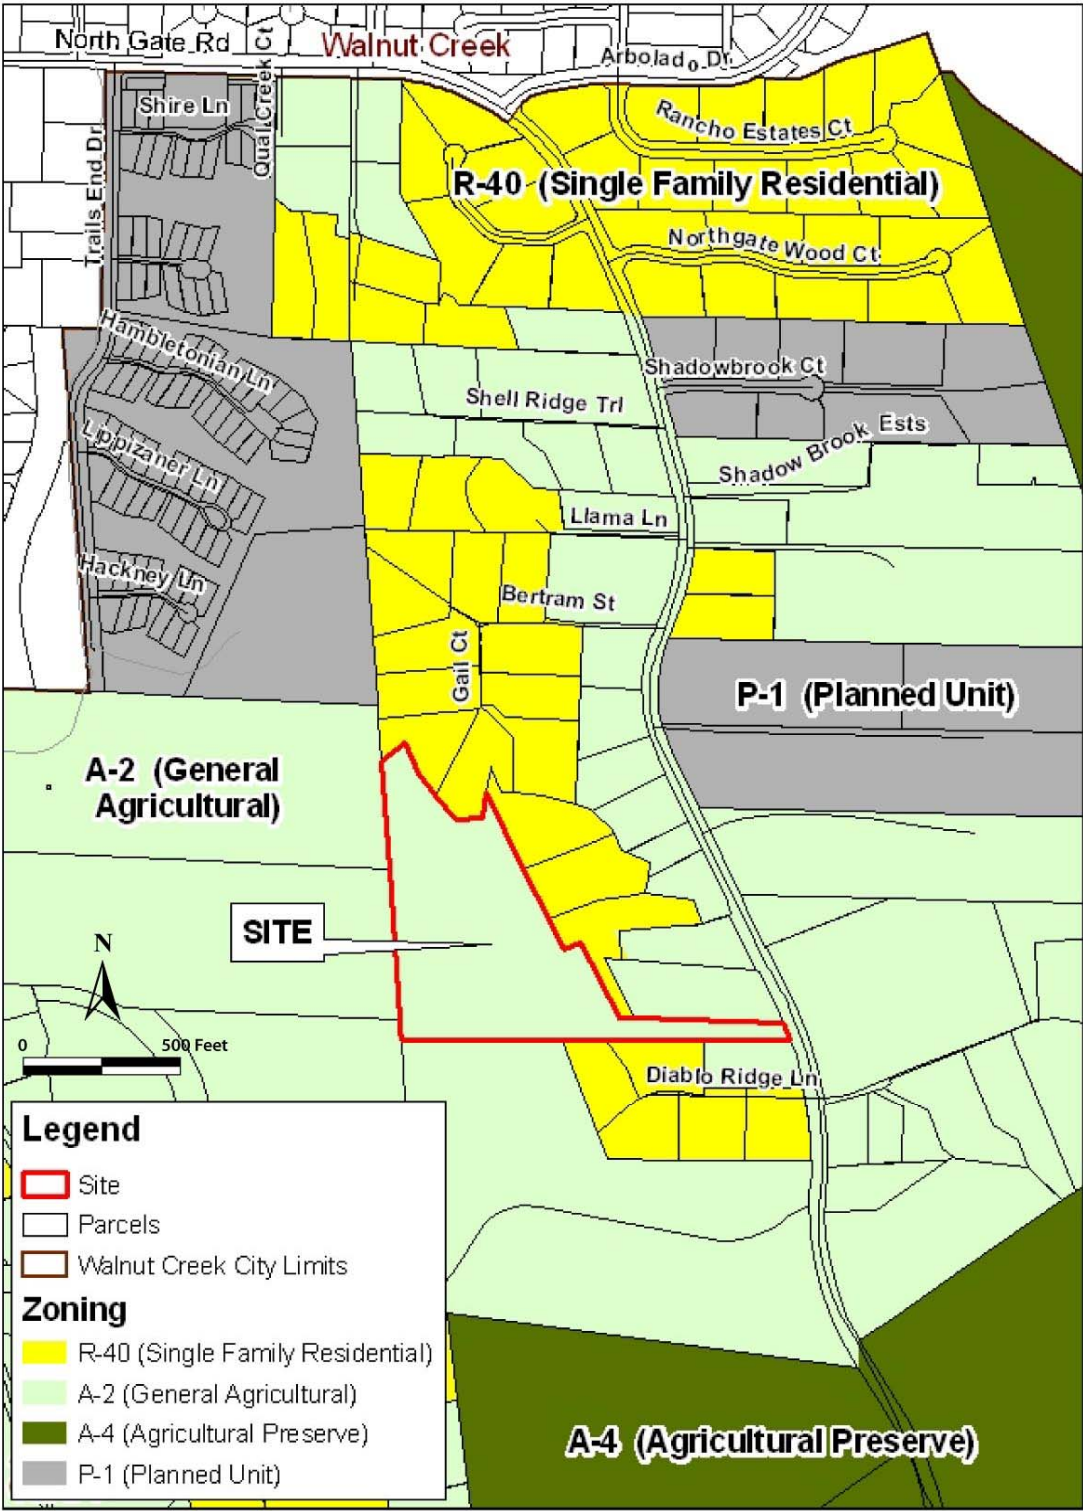 North Gate Rd
Walnut Creek
Arbolado Dr
Shire Ln
Quail Creek Ct
Trails End Dr
Rancho Estates Ct
R-40 (Single Family Residential)
Northgate Wood Ct
Hambletonian Ln
Shadowbrook Ct
Shell Ridge Trl
Shadow Brook Ests
Lippizaner Ln
Llama Ln
Hackney Ln
Bertram St
Gail Ct
P-1 (Planned Unit)
A-2 (General
Agricultural)
SITE
N
0 500 Feet
Diablo Ridge Ln
Legend
Site
Parcels
Walnut Creek City Limits
Zoning
R-40 (Single Family Residential)
A-2 (General Agricultural)
A-4 (Agricultural Preserve)
P-1 (Planned Unit)
A-4 (Agricultural Preserve)